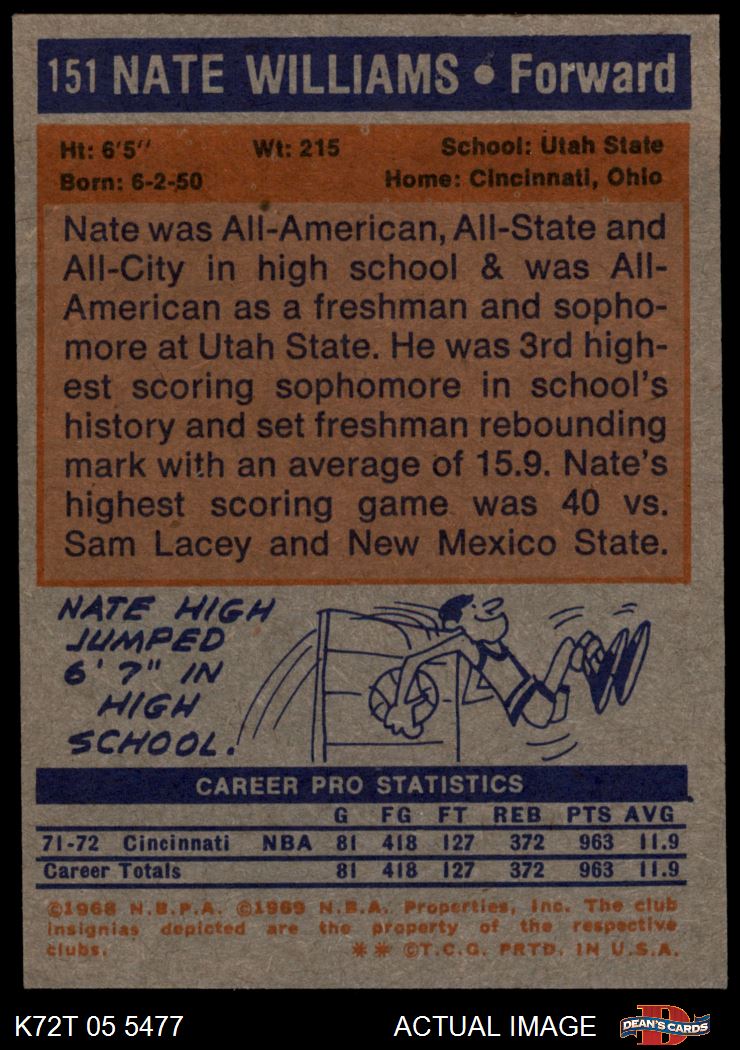 151 NATE WILLIAMS • Forward
Ht: 6'5" Wt: 215 School: Utah State
Born: 6-2-50 Home: Cincinnati, Ohio
Nate was All-American, All-State and
All-City in high school & was All-
American as a freshman and sopho-
more at Utah State. He was 3rd high-
est scoring sophomore in school's
history and set freshman rebounding
mark with an average of 15.9. Nate's
highest scoring game was 40 vs.
Sam Lacey and New Mexico State.
NATE HIGH
JUMPED
6' 7" IN
HIGH
SCHOOL.
CAREER PRO STATISTICS
G FG FT REB PTS AVG
71-72 Cincinnati NBA 81 418 127 372 963 11.9
Career Totals 81 418 127 372 963 11.9
©1968 N.B.P.A. ©1969 N.B.A. Properties, Inc. The club
insignias depicted are the property of the respective
clubs. ** ©T.C.G. PRTD. IN U.S.A.
K72T 05 5477 ACTUAL IMAGE D DEAN'S CARDS